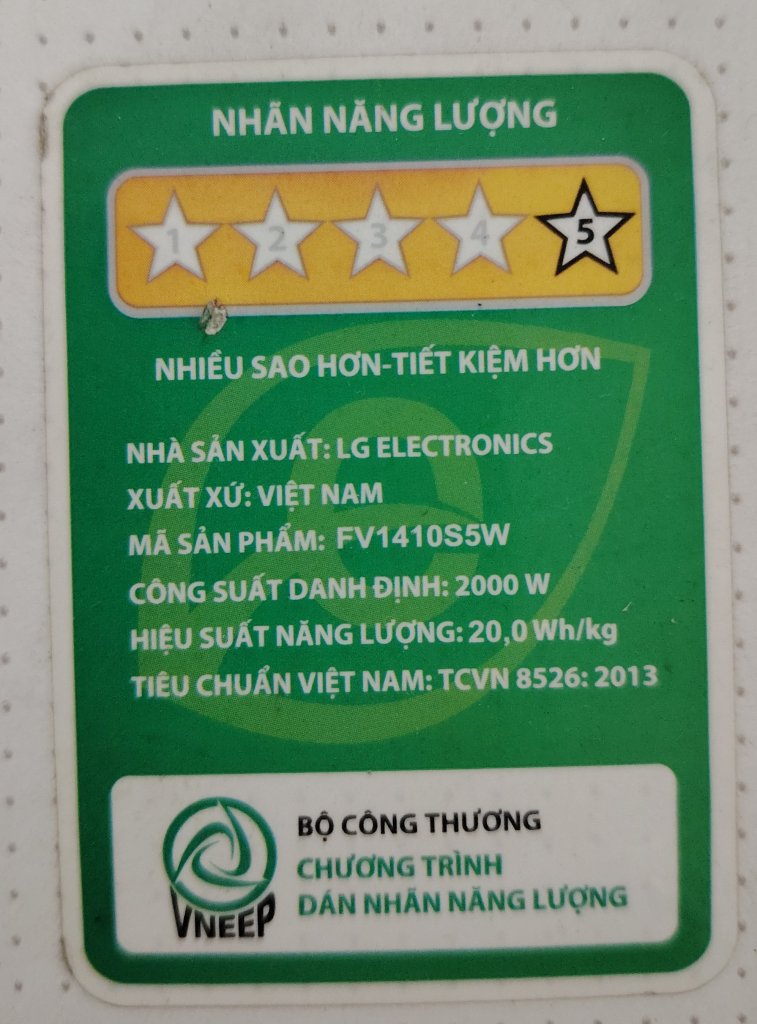 NHÃN NĂNG LƯỢNG
1 2 3 4 5
NHIỀU SAO HƠN-TIẾT KIỆM HƠN
NHÀ SẢN XUẤT: LG ELECTRONICS
XUẤT XỨ: VIỆT NAM
MÃ SẢN PHẨM: FV1410S5W
CÔNG SUẤT DANH ĐỊNH: 2000 W
HIỆU SUẤT NĂNG LƯỢNG: 20,0 Wh/kg
TIÊU CHUẨN VIỆT NAM: TCVN 8526: 2013
BỘ CÔNG THƯƠNG
CHƯƠNG TRÌNH
DÁN NHÃN NĂNG LƯỢNG
VNEEP